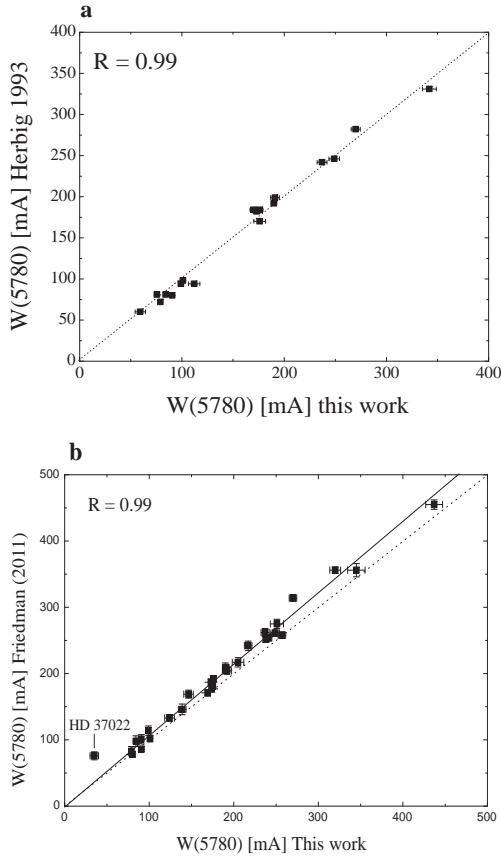 a
R = 0.99
W(5780) [mA] Herbig 1993
400
350
300
250
200
150
100
50
0
0 100 200 300 400
W(5780) [mA] this work
b
R = 0.99
W(5780) [mA] Friedman (2011)
500
400
300
200
100
0
HD 37022
0 100 200 300 400 500
W(5780) [mA] This work